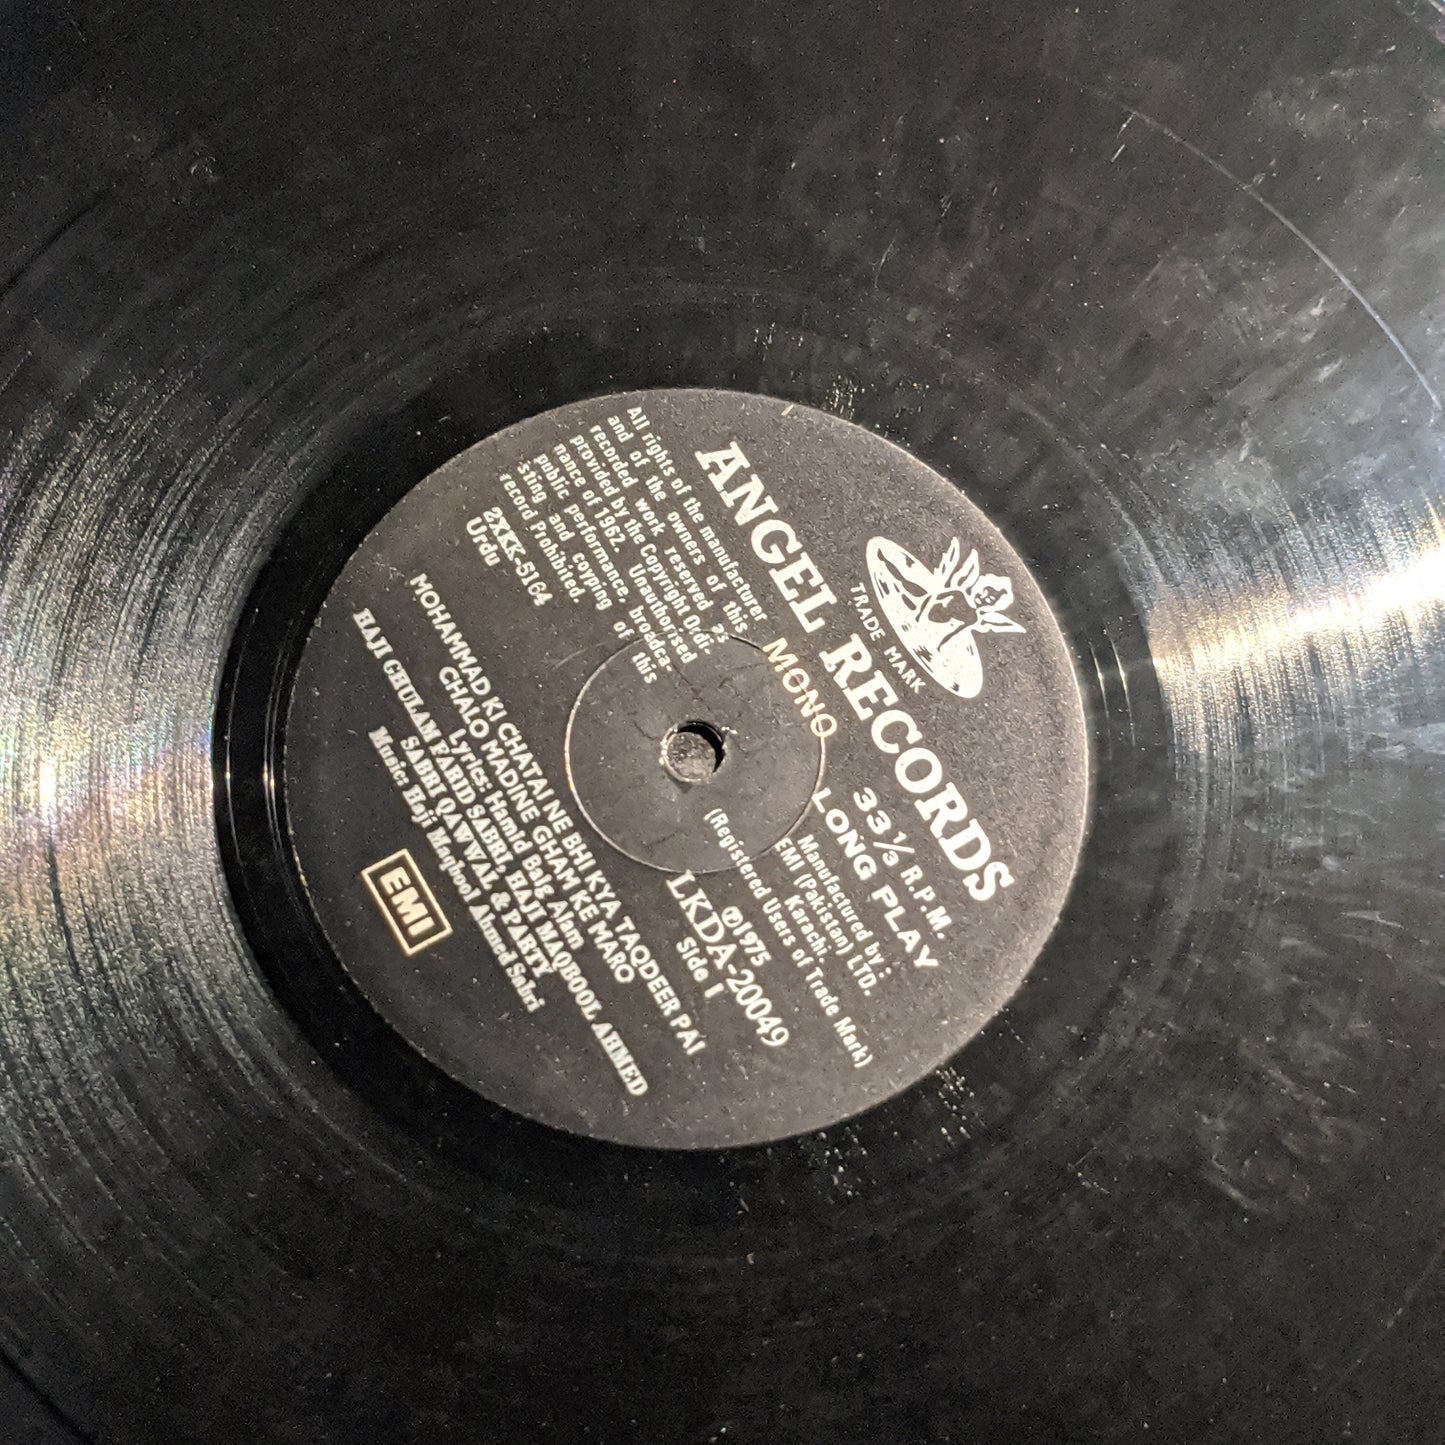 TRADE MARK
ANGEL RECORDS
MONO
33⅓ R.P.M.
LONG PLAY
All rights of the manufacturer
and of the owners of this
recorded work reserved as
provided by the Copyright Oldi-
nance of 1962. Unauthorised
public performance, broadca-
sting and coypping of this
record Prohibited.
Manufactured by :
EMI (Pakistan) LTD.
Karachi.
(Registered Users of Trade Mark)
2XKK-5164
Urdu
LKDA-20049
Side 1
℗1975
MOHAMMAD KI CHATAI NE BHI KYA TAQDEER PAI
CHALO MADINE GHAM KE MARO
Lyrics: Hamid Baig Alam
HAJI GHULAM FARID SABRI, HAJI MAQBOOL AHMED
SABRI QAWWAL & PARTY
Music: Haji Maqbool Ahmed Sabri
EMI